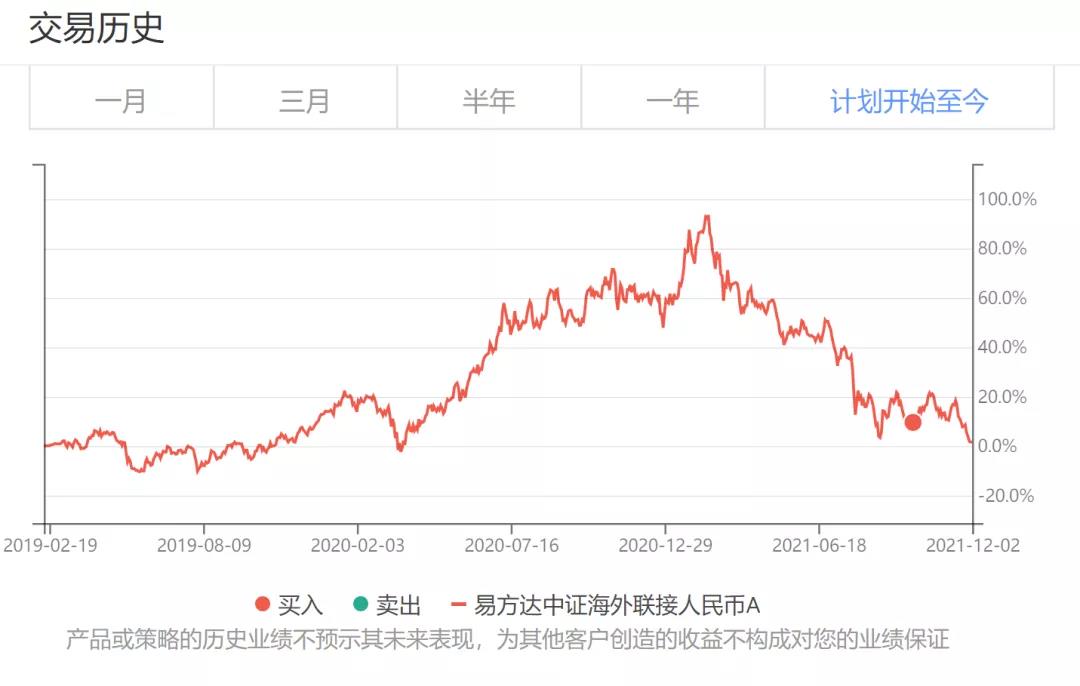 交易历史
一月 三月 半年 一年 计划开始至今
100.0%
80.0%
60.0%
40.0%
20.0%
0.0%
-20.0%
2019-02-19 2019-08-09 2020-02-03 2020-07-16 2020-12-29 2021-06-18 2021-12-02
买入 卖出 易方达中证海外联接人民币A
产品或策略的历史业绩不预示其未来表现，为其他客户创造的收益不构成对您的业绩保证